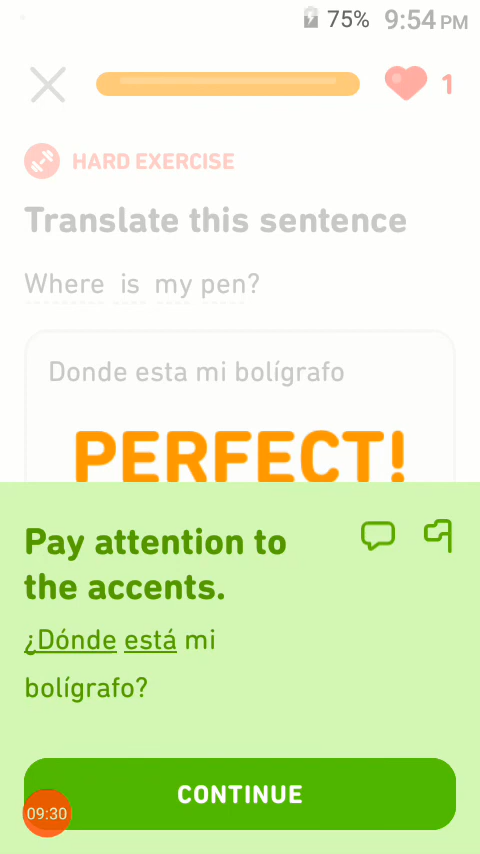 75% 9:54 PM
1
HARD EXERCISE
Translate this sentence
Where is my pen?
Donde esta mi bolígrafo
PERFECT!
Pay attention to
the accents.
¿Dónde está mi
bolígrafo?
CONTINUE
09:30